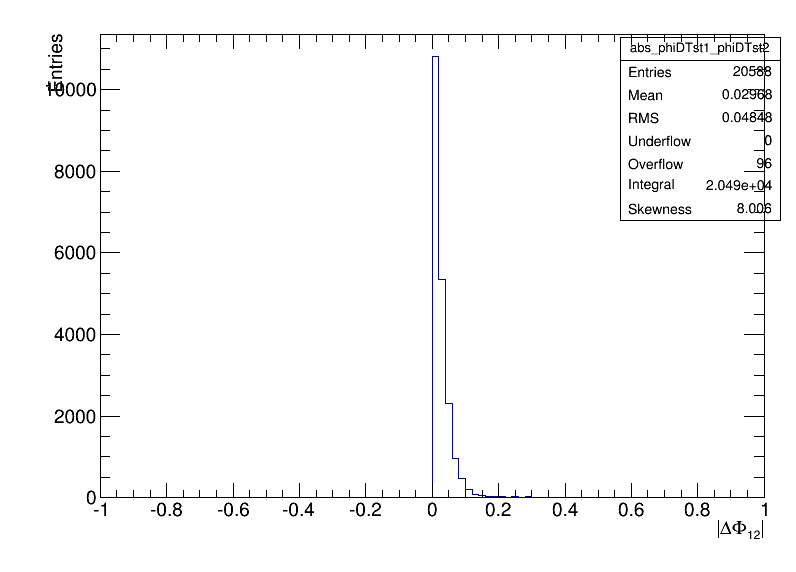 Entries
abs_phiDTst1_phiDTst2
Entries 20588
Mean 0.02968
RMS 0.04848
Underflow 0
Overflow 96
Integral 2.049e+04
Skewness 8.006
10000
8000
6000
4000
2000
0
-1 -0.8 -0.6 -0.4 -0.2 0 0.2 0.4 0.6 0.8 1
|ΔΦ12|